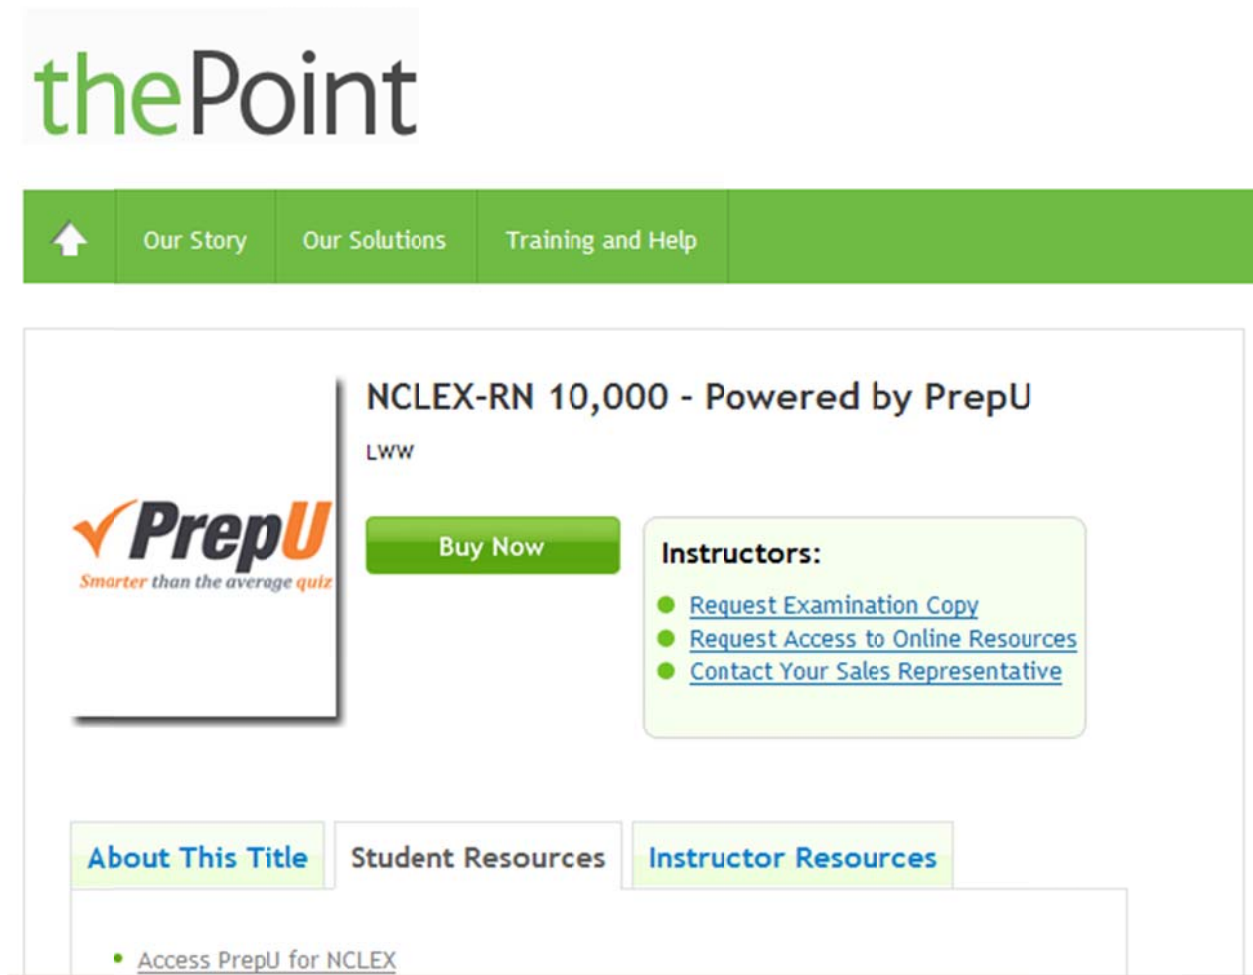 thePoint
Our Story Our Solutions Training and Help
NCLEX-RN 10,000 - Powered by PrepU
LWW
PrepU
Smarter than the average quiz
Buy Now
Instructors:
Request Examination Copy
Request Access to Online Resources
Contact Your Sales Representative
About This Title Student Resources Instructor Resources
Access PrepU for NCLEX